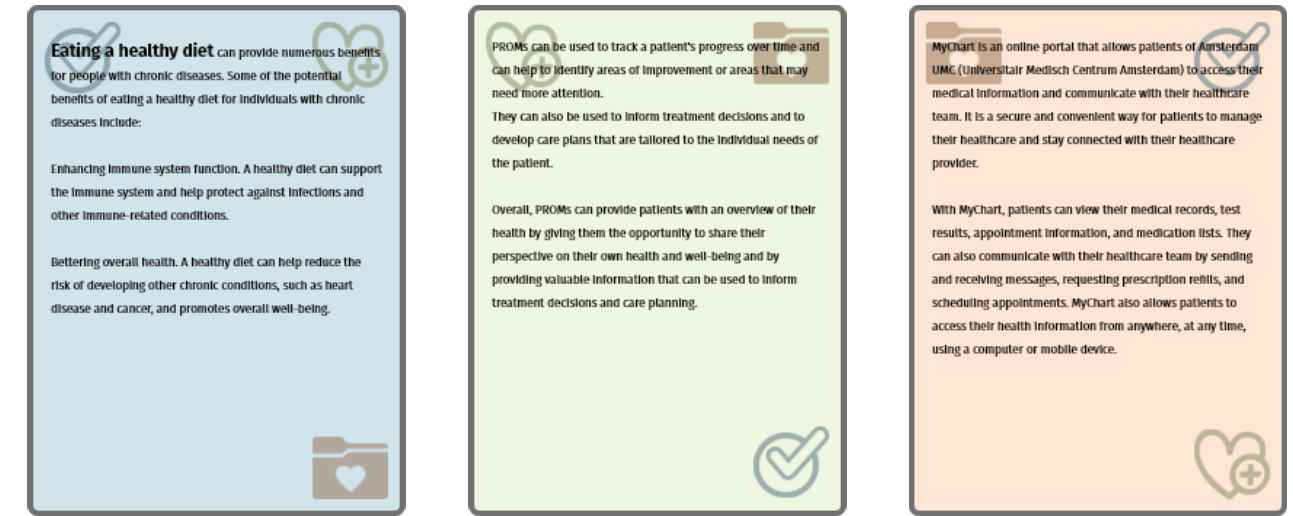 Eating a healthy diet can provide numerous benefits
for people with chronic diseases. Some of the potential
benefits of eating a healthy diet for individuals with chronic
diseases include:
Enhancing immune system function. A healthy diet can support
the immune system and help protect against infections and
other immune-related conditions.
Bettering overall health. A healthy diet can help reduce the
risk of developing other chronic conditions, such as heart
disease and cancer, and promotes overall well-being.
PROMs can be used to track a patient's progress over time and
can help to identify areas of improvement or areas that may
need more attention.
They can also be used to inform treatment decisions and to
develop care plans that are tailored to the individual needs of
the patient.
Overall, PROMs can provide patients with an overview of their
health by giving them the opportunity to share their
perspective on their own health and well-being and by
providing valuable information that can be used to inform
treatment decisions and care planning.
MyChart is an online portal that allows patients of Amsterdam
UMC (Universitair Medisch Centrum Amsterdam) to access their
medical information and communicate with their healthcare
team. It is a secure and convenient way for patients to manage
their healthcare and stay connected with their healthcare
provider.
With MyChart, patients can view their medical records, test
results, appointment information, and medication lists. They
can also communicate with their healthcare team by sending
and receiving messages, requesting prescription refills, and
scheduling appointments. MyChart also allows patients to
access their health information from anywhere, at any time,
using a computer or mobile device.